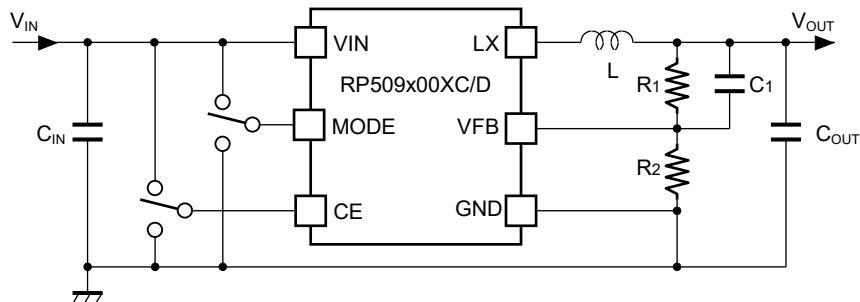 VIN VOUT
VIN LX
RP509x00XC/D L
R1 C1
CIN MODE VFB COUT
R2
CE GND